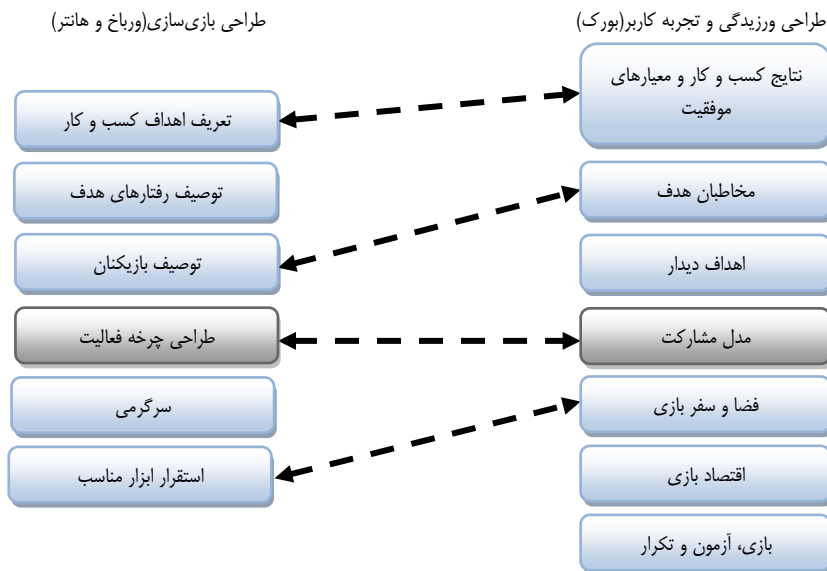 طراحی ورزیدگی و تجربه کاربر(بورک)
نتایج کسب و کار و معیارهای
موفقیت
مخاطبان هدف
اهداف دیدار
مدل مشارکت
فضا و سفر بازی
اقتصاد بازی
بازی، آزمون و تکرار
طراحی بازی‌سازی(ورباخ و هانتر)
تعریف اهداف کسب و کار
توصیف رفتارهای هدف
توصیف بازیکنان
طراحی چرخه فعالیت
سرگرمی
استقرار ابزار مناسب